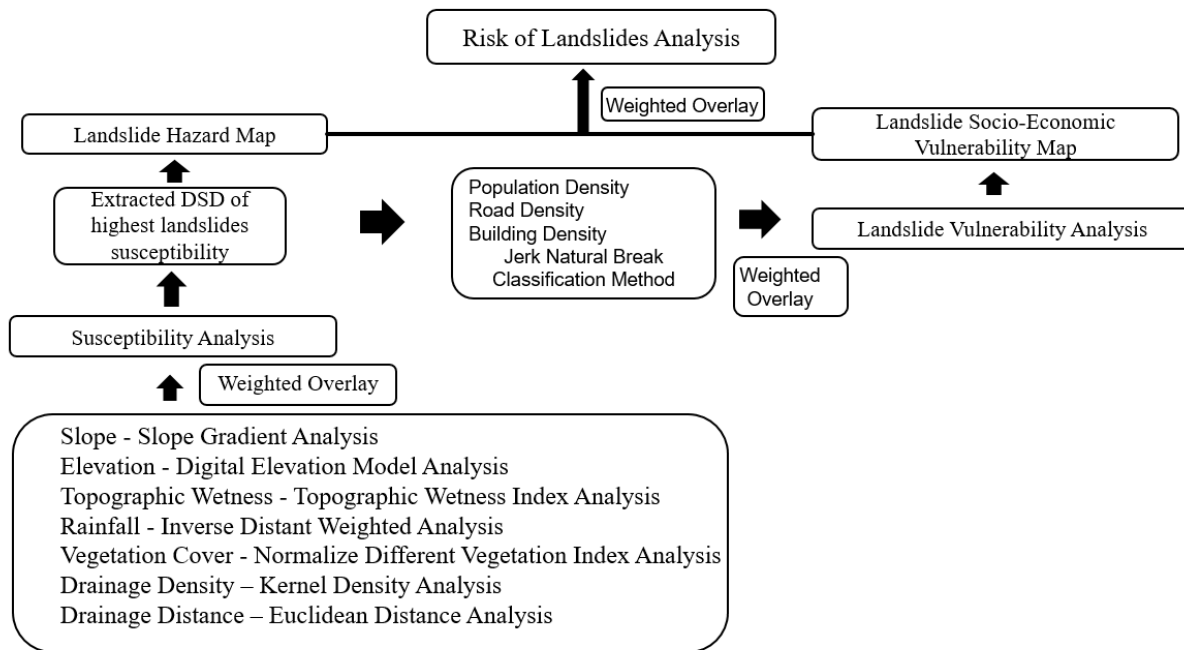 Risk of Landslides Analysis
Weighted Overlay
Landslide Hazard Map
Landslide Socio-Economic
Vulnerability Map
Extracted DSD of
highest landslides
susceptibility
Population Density
Road Density
Building Density
Jerk Natural Break
Classification Method
Landslide Vulnerability Analysis
Weighted
Overlay
Susceptibility Analysis
Weighted Overlay
Slope - Slope Gradient Analysis
Elevation - Digital Elevation Model Analysis
Topographic Wetness - Topographic Wetness Index Analysis
Rainfall - Inverse Distant Weighted Analysis
Vegetation Cover - Normalize Different Vegetation Index Analysis
Drainage Density – Kernel Density Analysis
Drainage Distance – Euclidean Distance Analysis